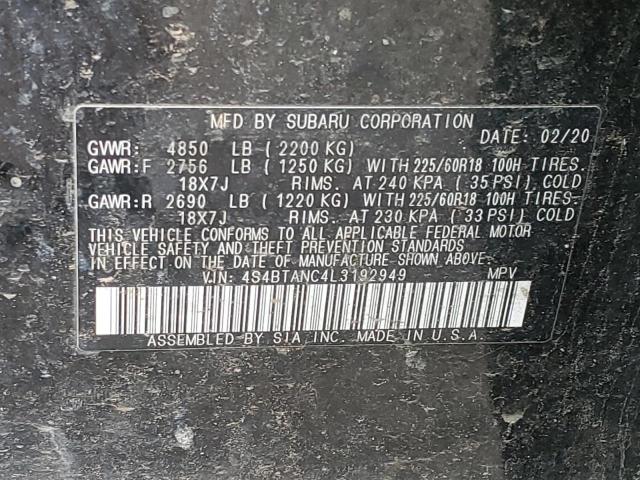 MFD BY SUBARU CORPORATION
DATE: 02/20
GVWR: 4850 LB (2200 KG)
GAWR:F 2756 LB (1250 KG) WITH 225/60R18 100H TIRES.
18X7J RIMS. AT 240 KPA (35 PSI) COLD
GAWR:R 2690 LB (1220 KG) WITH 225/60R18 100H TIRES.
18X7J RIMS. AT 230 KPA (33 PSI) COLD
THIS VEHICLE CONFORMS TO ALL APPLICABLE FEDERAL MOTOR
VEHICLE SAFETY AND THEFT PREVENTION STANDARDS
IN EFFECT ON THE DATE OF MANUFACTURE SHOWN ABOVE.
VIN: 4S4BTANC4L3192949 MPV
ASSEMBLED BY SIA INC. MADE IN U.S.A.